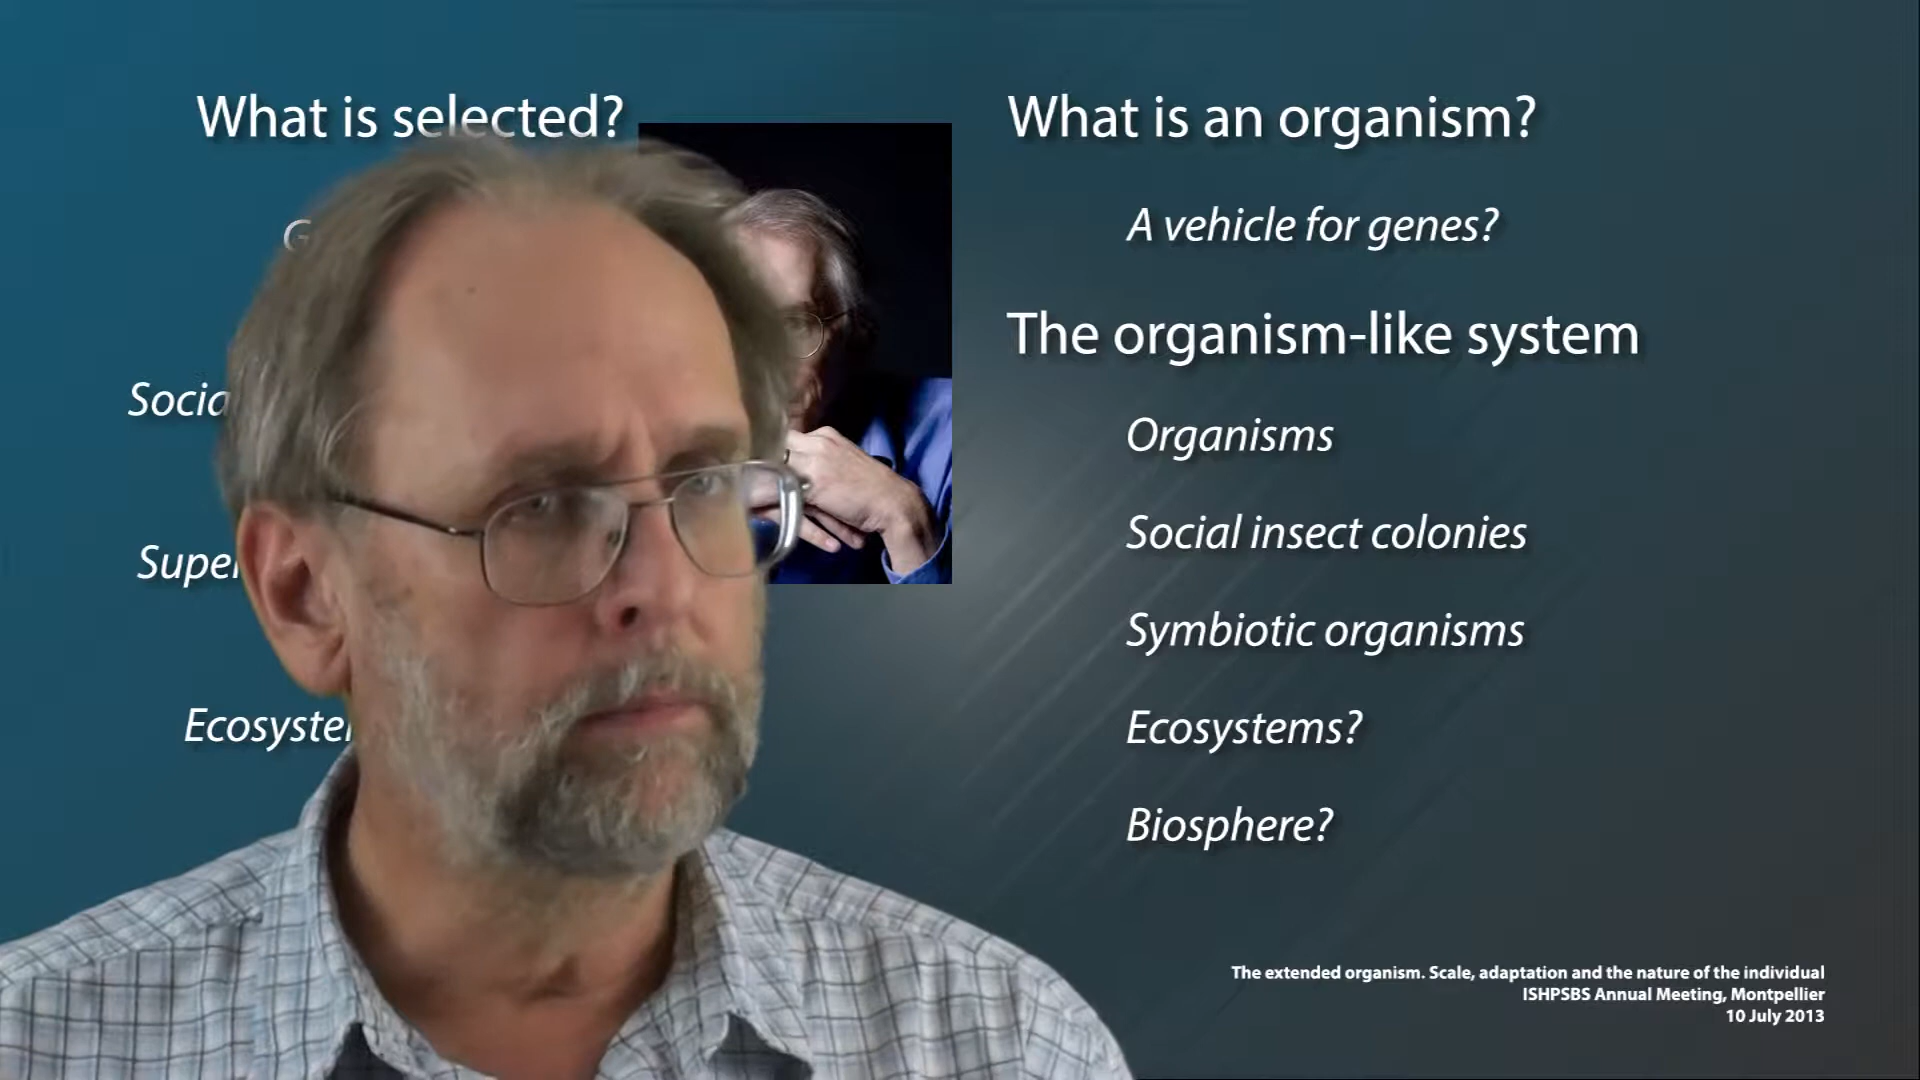 What is selected?
What is an organism?
A vehicle for genes?
The organism-like system
Organisms
Social insect colonies
Symbiotic organisms
Ecosystems?
Biosphere?
The extended organism. Scale, adaptation and the nature of the individual
ISHPSBS Annual Meeting, Montpellier
10 July 2013